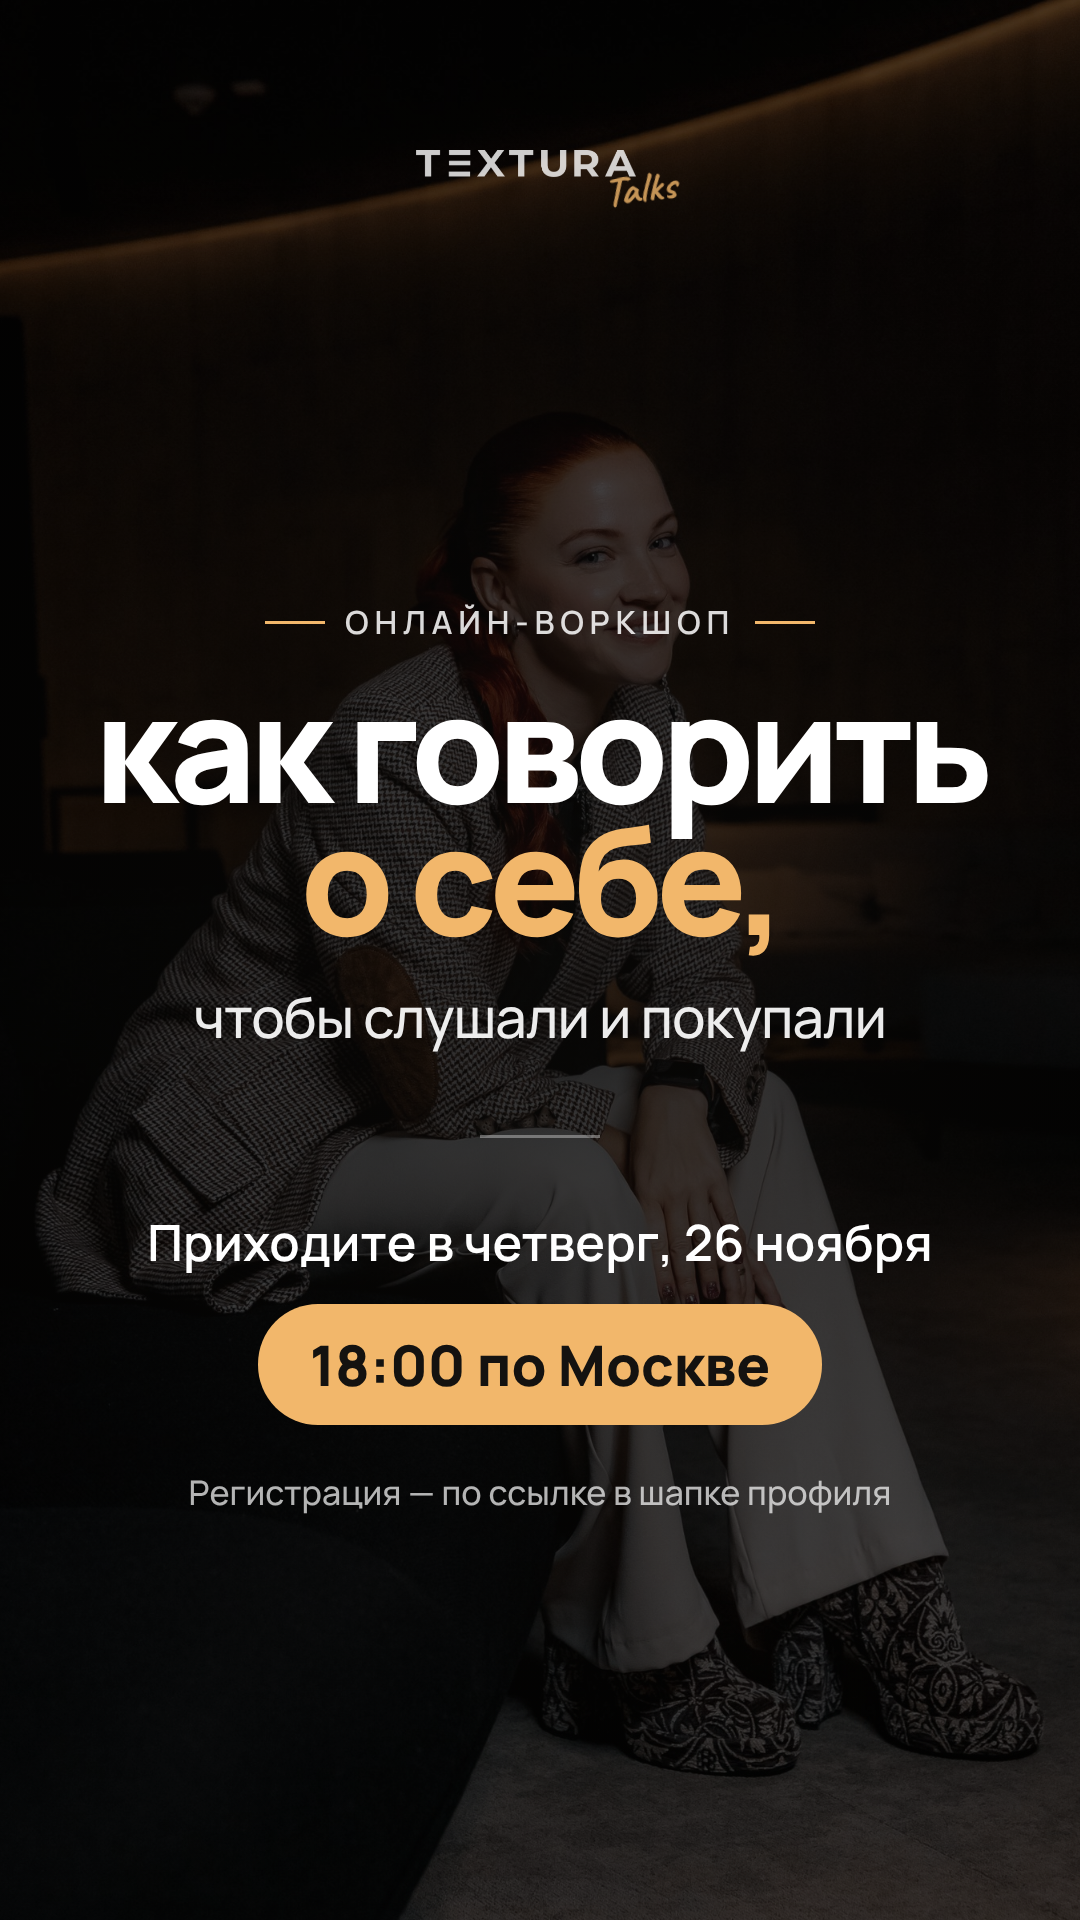 TEXTURA
Talks
ОНЛАЙН-ВОРКШОП
как говорить
о себе,
чтобы слушали и покупали
Приходите в четверг, 26 ноября
18:00 по Москве
Регистрация — по ссылке в шапке профиля